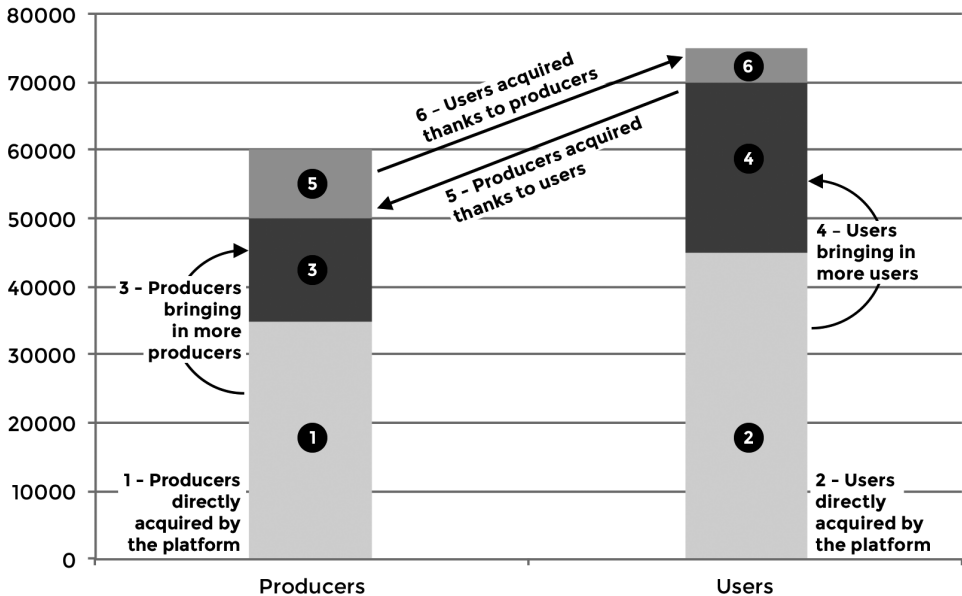 80000
70000
60000
50000
40000
30000
20000
10000
0
6 – Users acquired
thanks to producers
5 - Producers acquired
thanks to users
3 - Producers
bringing
in more
producers
1 - Producers
directly
acquired by
the platform
4 – Users
bringing in
more users
2 - Users
directly
acquired by
the platform
5
3
1
6
4
2
Producers
Users